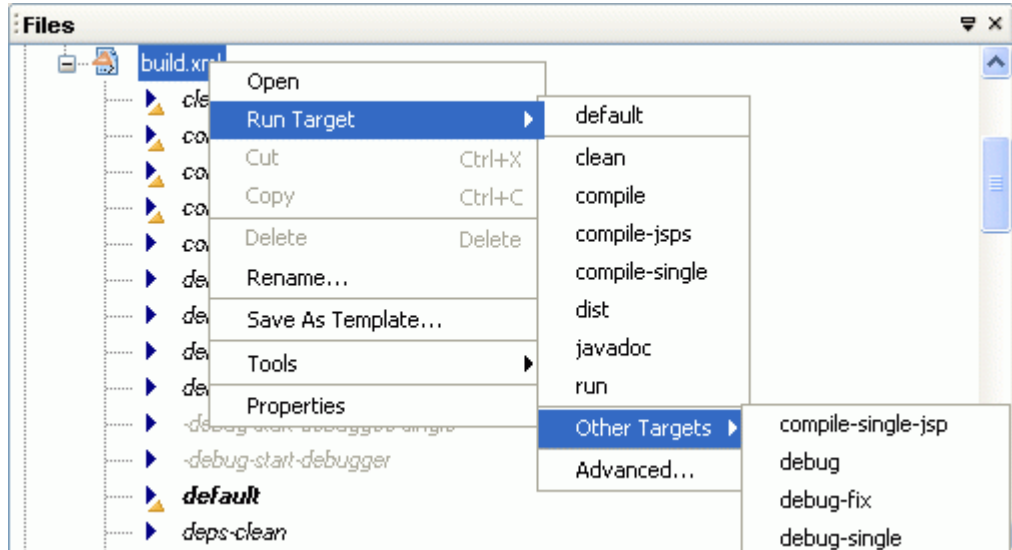 Files
build.xml
Open
Run Target
Cut Ctrl+X
Copy Ctrl+C
Delete Delete
Rename...
Save As Template...
Tools
Properties
default
clean
compile
compile-jsps
compile-single
dist
javadoc
run
Other Targets
Advanced...
compile-single-jsp
debug
debug-fix
debug-single
-debug-start-debugger
default
deps-clean